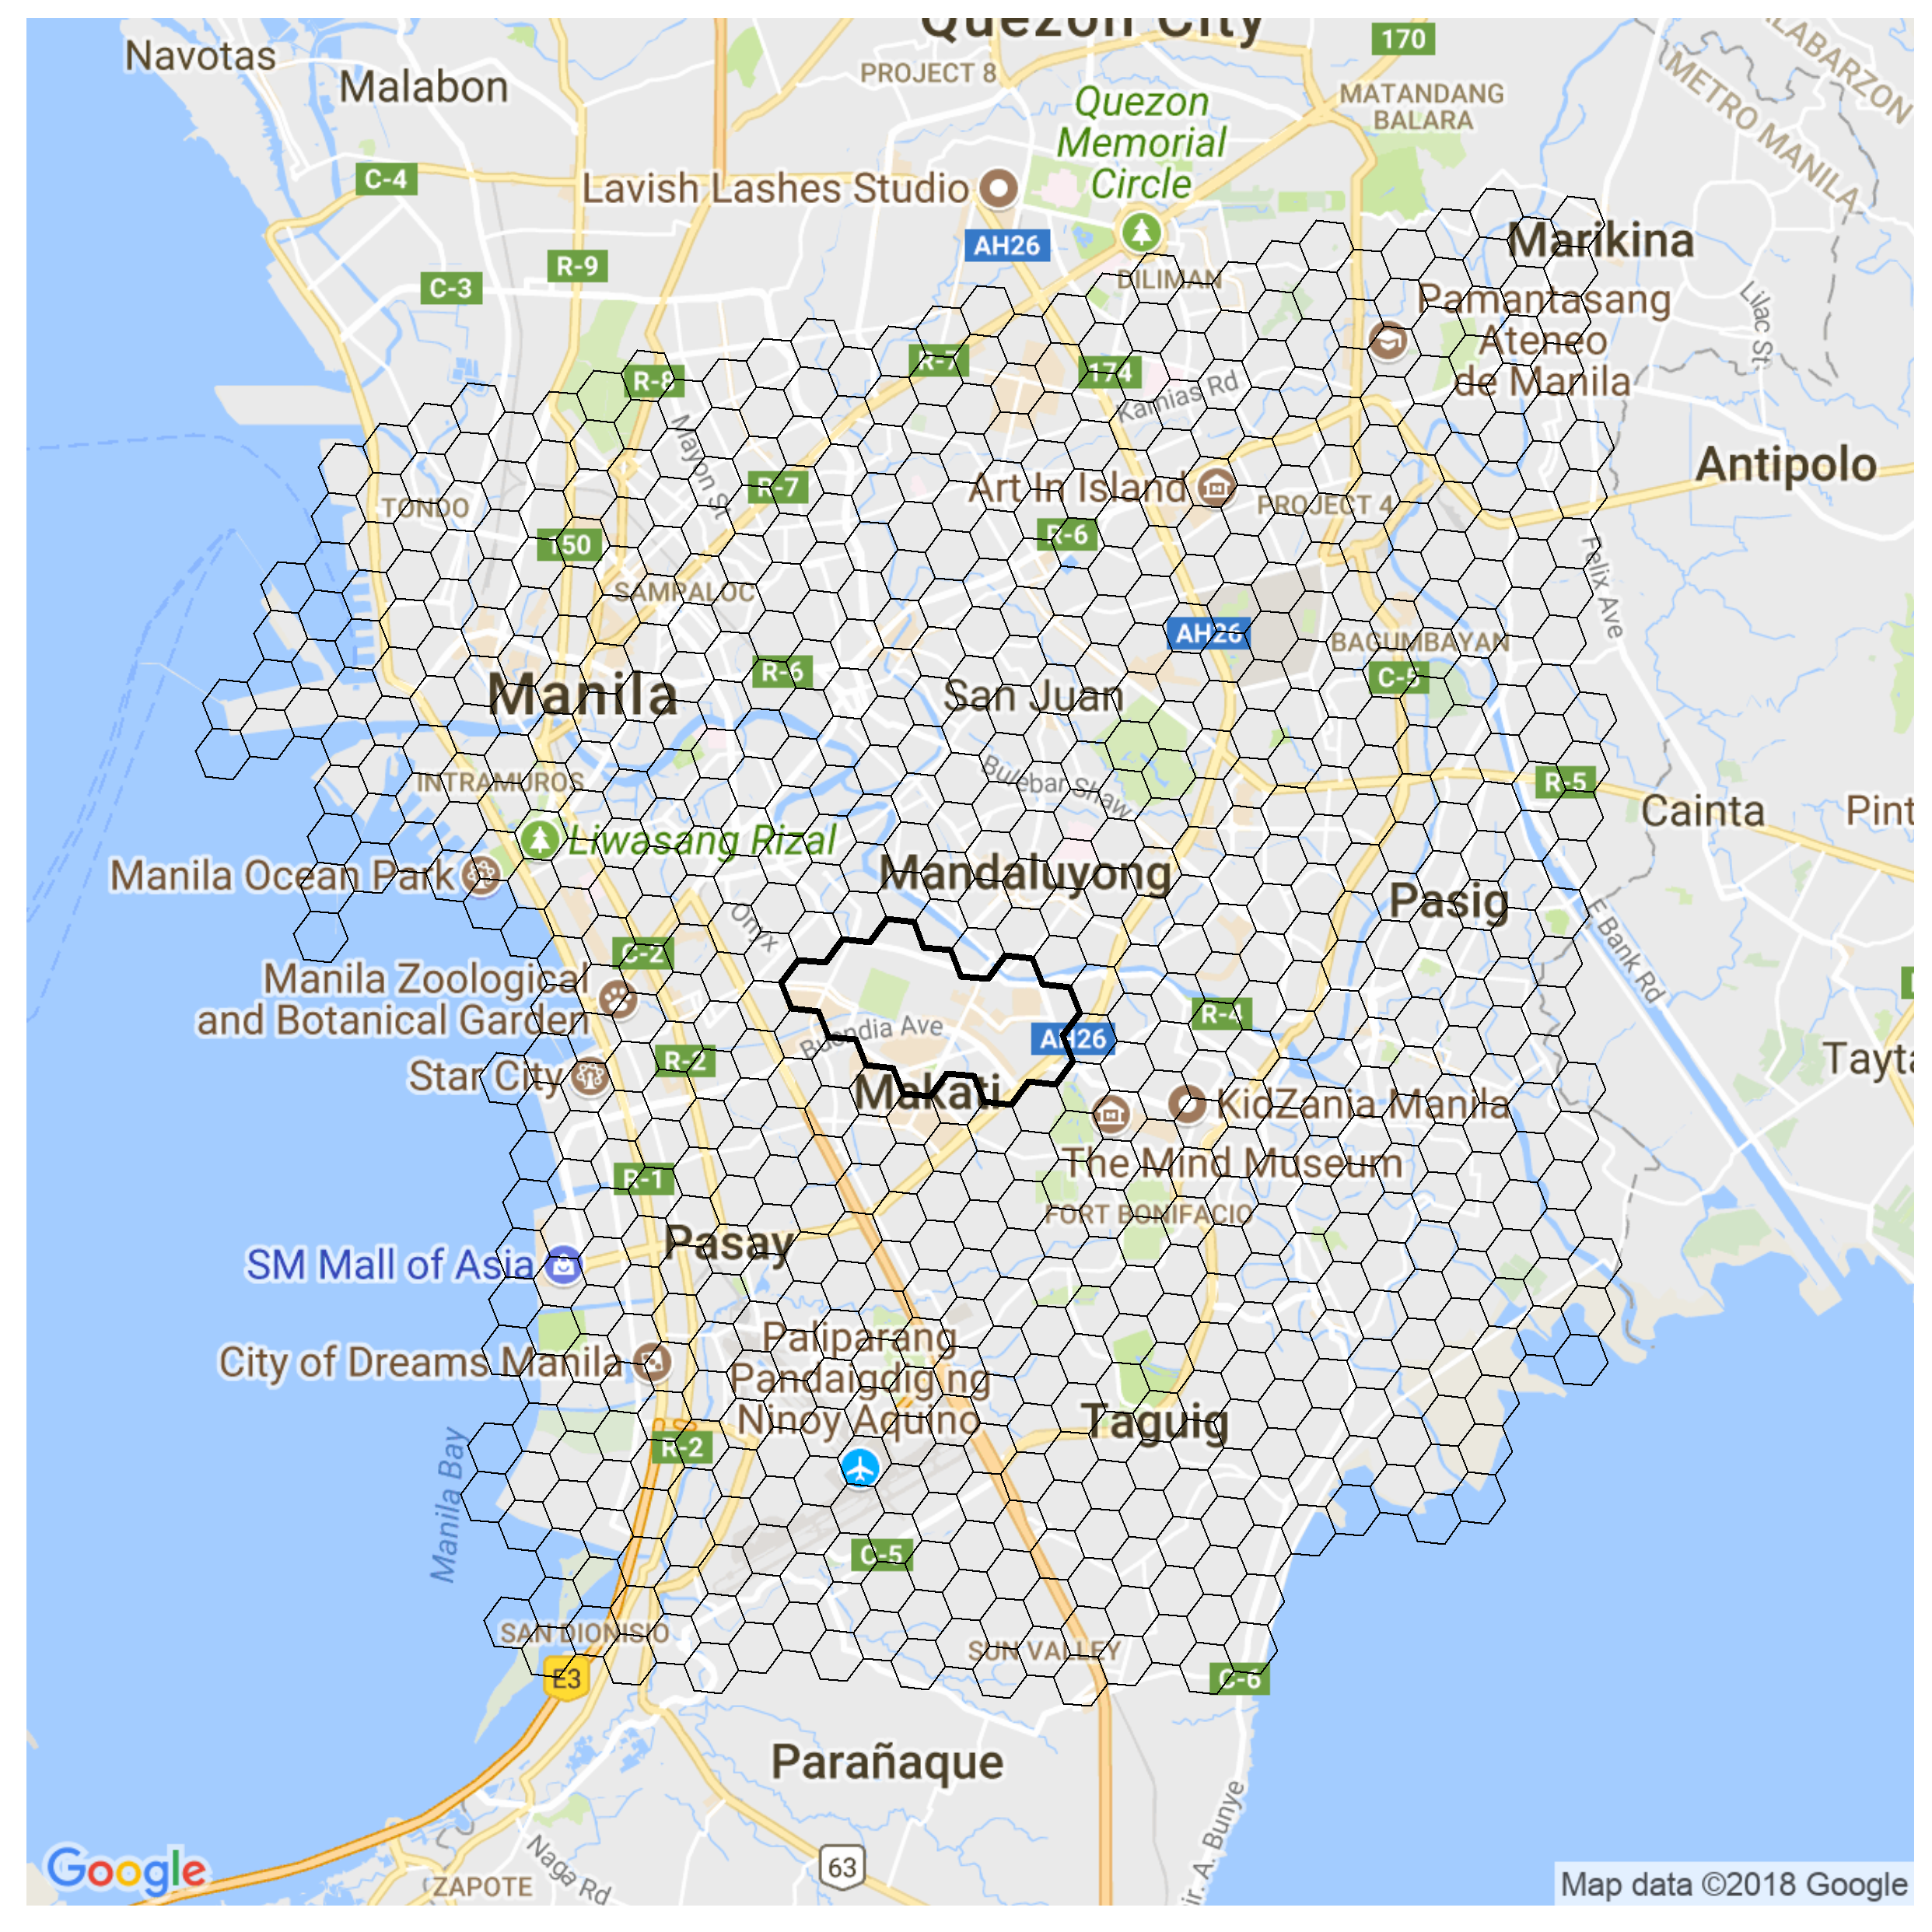 Quezon City
170
Navotas
Malabon
PROJECT 8
MATANDANG
BALARA
CALABARZON
METRO MANILA
Quezon
Memorial
Circle
C-4
Lavish Lashes Studio
AH26
R-9
C-3
DILIMAN
Marikina
Pamantasang
Ateneo
de Manila
Lilac St
R-8
R-7
174
Kamias Rd
Mayon St
Antipolo
R-7
Art In Island
PROJECT 4
TONDO
150
R-6
Felix Ave
SAMPALOC
AH26
BAGUMBAYAN
R-6
C-5
Manila
San Juan
INTRAMUROS
Bulebar Shaw
R-5
Cainta
Pint
Liwasang Rizal
Manila Ocean Park
Mandaluyong
Pasig
Onyx
E Bank Rd
C-2
Manila Zoological
and Botanical Garden
R-4
Buendia Ave
AH26
Star City
R-2
Makati
KidZania Manila
Tayta
The Mind Museum
R-1
FORT BONIFACIO
Pasay
SM Mall of Asia
City of Dreams Manila
Paliparang
Pandaigdig ng
Ninoy Aquino
Taguig
R-2
Manila Bay
C-5
SAN DIONISIO
SUN VALLEY
E3
C-6
Parañaque
ir. A. Bunye
Naga Rd
63
ZAPOTE
Google
Map data ©2018 Google